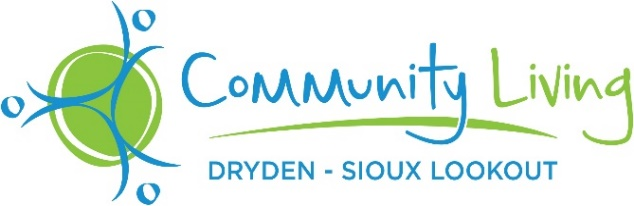 Community Living
DRYDEN - SIOUX LOOKOUT